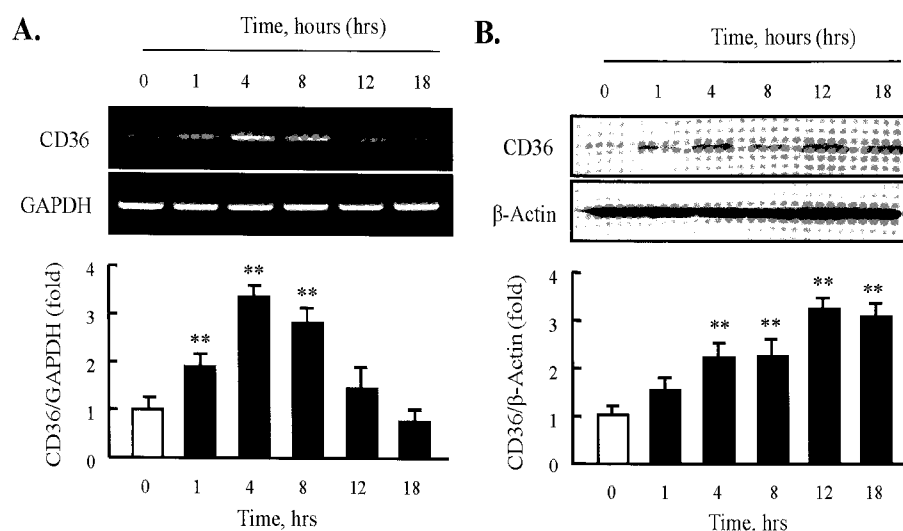 A.
Time, hours (hrs)
0 1 4 8 12 18
CD36
GAPDH
CD36/GAPDH (fold)
4
3
2
1
0
** ** **
0 1 4 8 12 18
Time, hrs
B.
Time, hours (hrs)
0 1 4 8 12 18
CD36
β-Actin
CD36/β-Actin (fold)
4
3
2
1
0
** ** ** **
0 1 4 8 12 18
Time, hrs